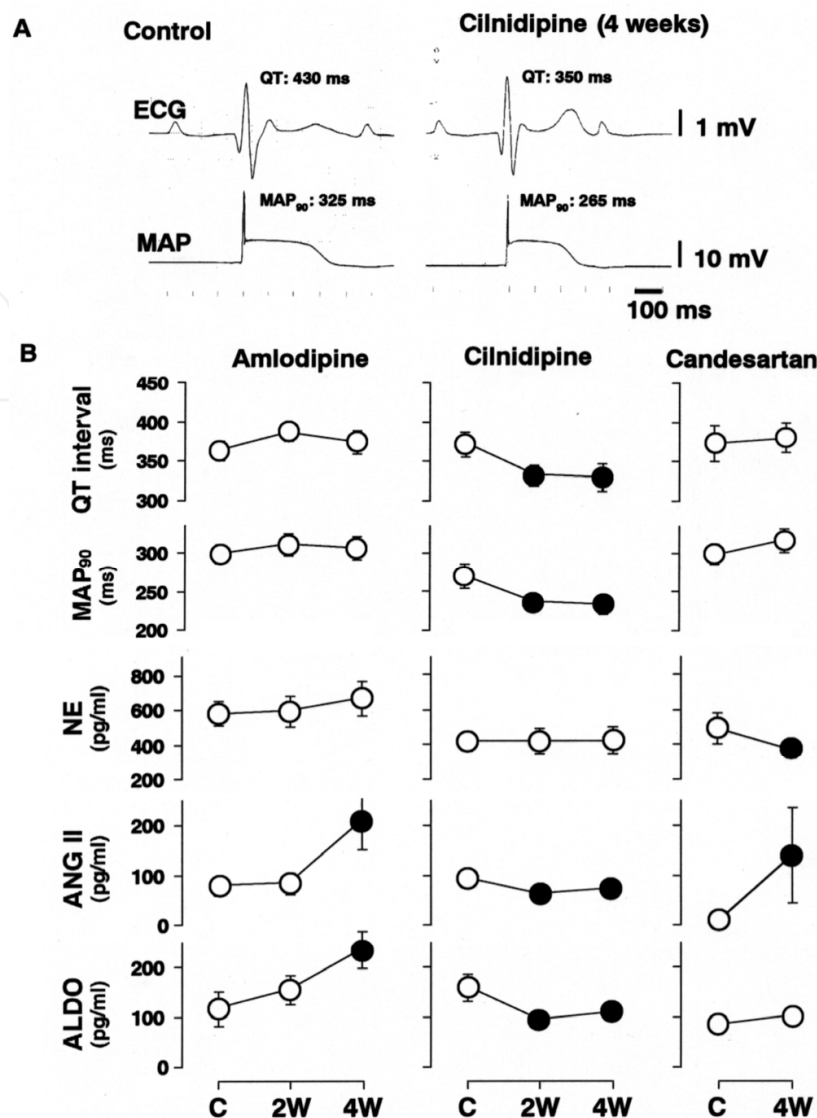 A
Control
Cilnidipine (4 weeks)
QT: 430 ms
QT: 350 ms
ECG
1 mV
MAP90: 325 ms
MAP90: 265 ms
MAP
10 mV
100 ms
B
Amlodipine
Cilnidipine
Candesartan
QT interval
(ms)
450
400
350
300
MAP90
(ms)
300
250
200
NE
(pg/ml)
800
600
400
200
ANG II
(pg/ml)
200
100
0
ALDO
(pg/ml)
200
100
0
C 2W 4W
C 2W 4W
C 4W